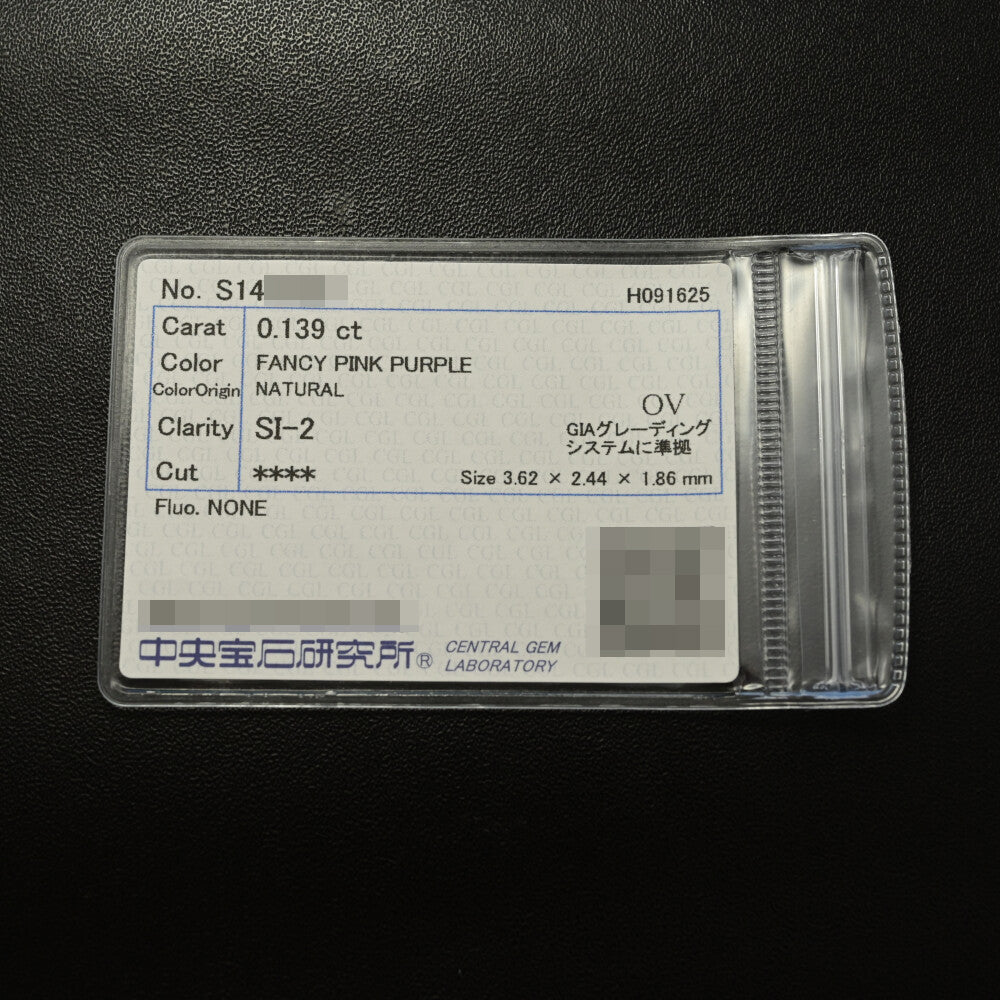 No. S14
H091625
Carat 0.139 ct
Color FANCY PINK PURPLE
ColorOrigin NATURAL
OV
Clarity SI-2
GIAグレーディング
システムに準拠
Cut ****
Size 3.62 × 2.44 × 1.86 mm
Fluo. NONE
中央宝石研究所® CENTRAL GEM
LABORATORY